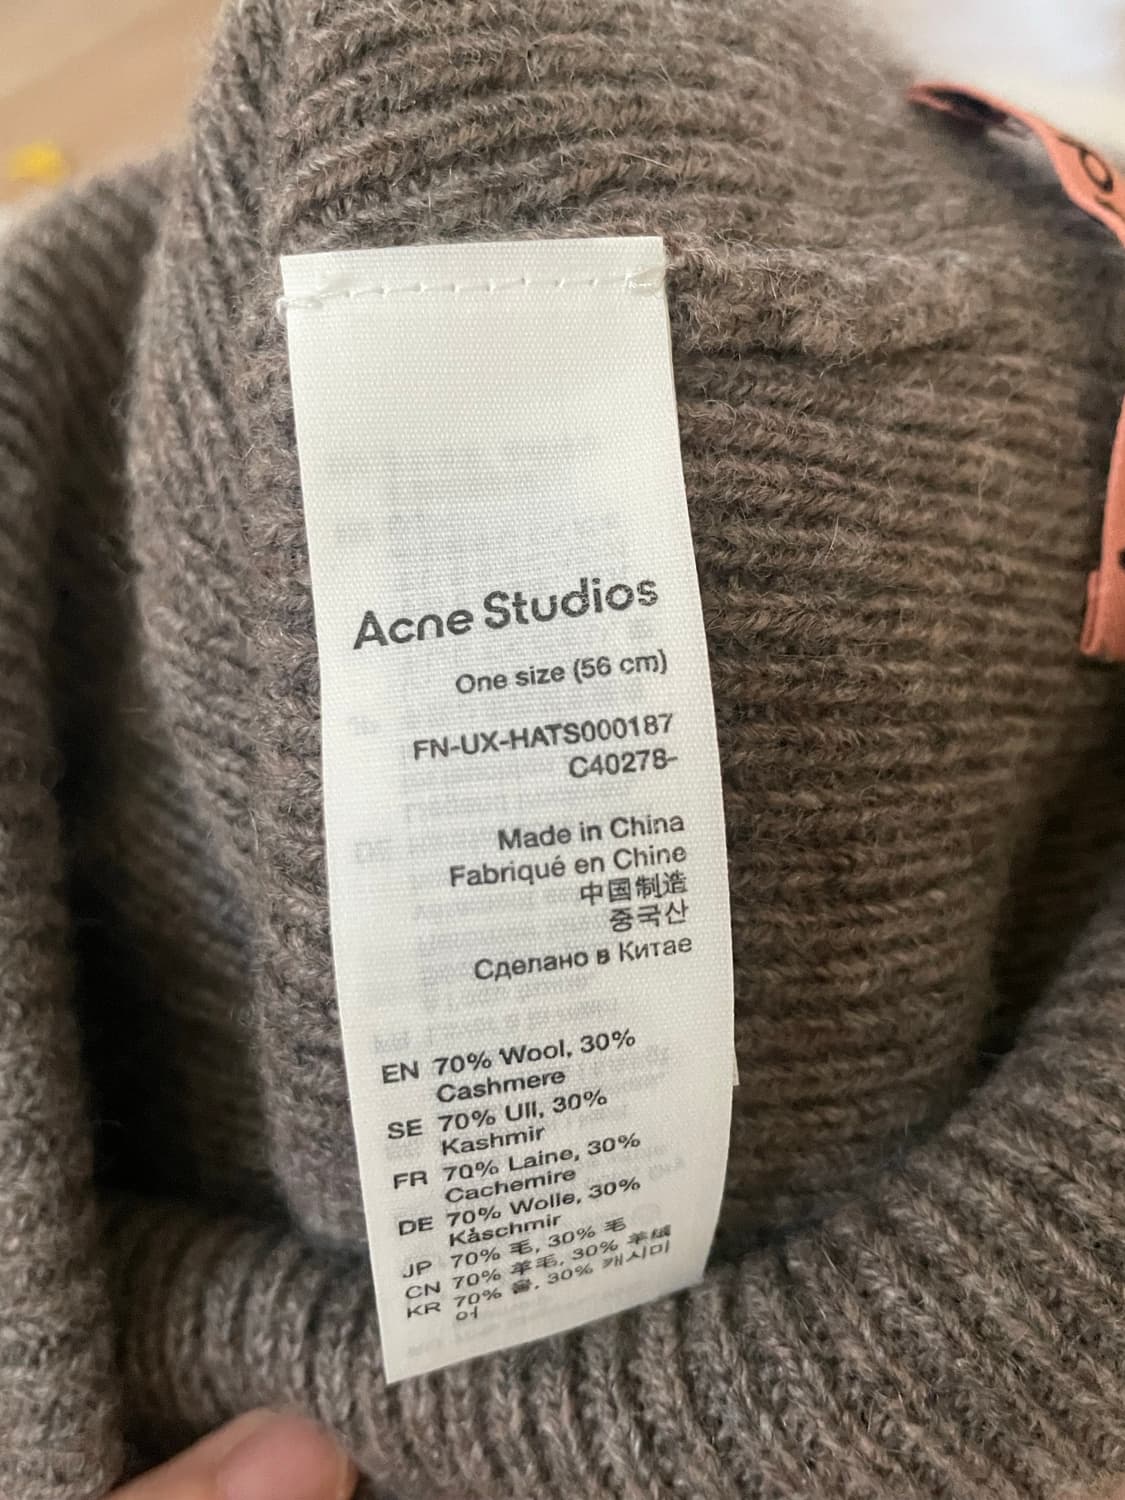 Acne Studios
One size (56 cm)
FN-UX-HATS000187
C40278-
Made in China
Fabriqué en Chine
中国制造
중국산
Сделано в Китае
EN 70% Wool, 30%
Cashmere
SE 70% Ull, 30%
Kashmir
FR 70% Laine, 30%
Cachemire
DE 70% Wolle, 30%
Kåschmir
JP 70% 毛, 30% 毛
CN 70% 羊毛, 30% 羊绒
KR 70% 울, 30% 캐시미
어